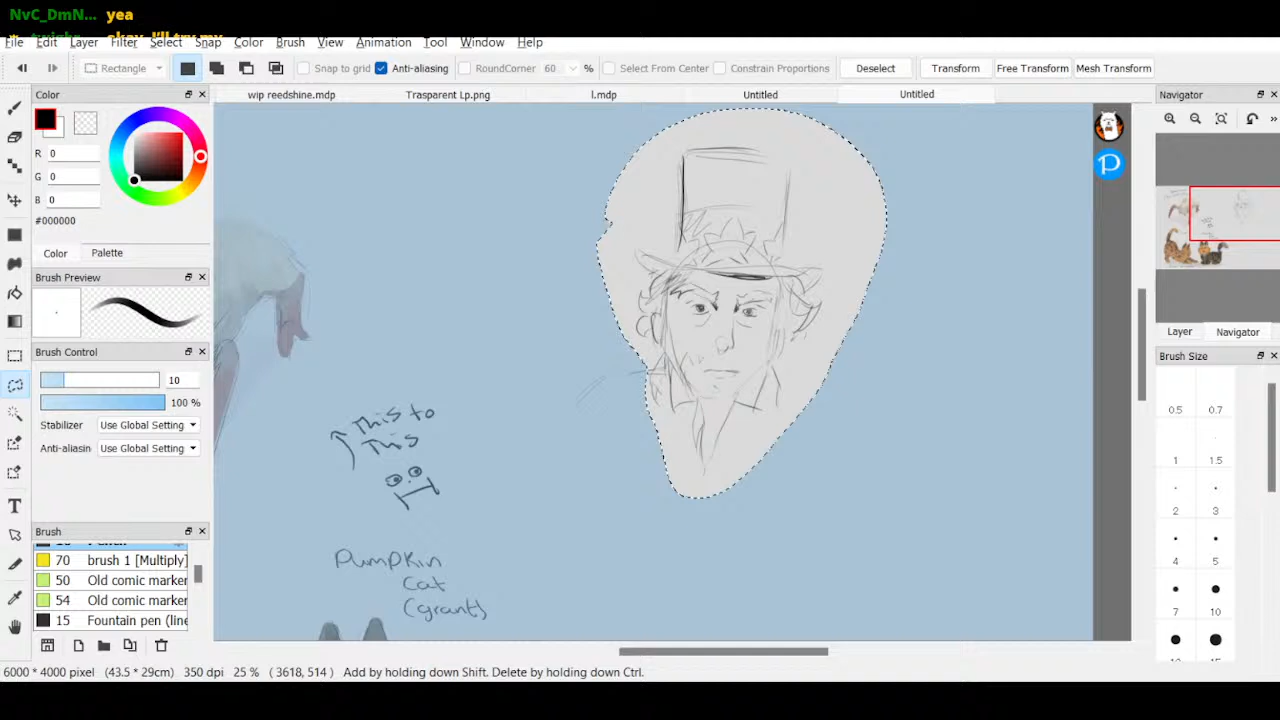 NvC_DmN... yea
okay, I'll try my
File Edit Layer Filter Select Snap Color Brush View Animation Tool Window Help
Rectangle Snap to grid Anti-aliasing RoundCorner 60 % Select From Center Constrain Proportions Deselect Transform Free Transform Mesh Transform
Color wip reedshine.mdp Trasparent Lp.png l.mdp Untitled Untitled Navigator
R 0
G 0
B 0
#000000
Color Palette
Brush Preview
Layer Navigator
Brush Control
Brush Size
10
100 %
Stabilizer Use Global Setting
Anti-aliasin Use Global Setting
0.5 0.7
1 1.5
2 3
4 5
7 10
This to
This
Pumpkin
Cat
(grant)
Brush
70 brush 1 [Multiply]
50 Old comic marker
54 Old comic marker
15 Fountain pen (line
6000 * 4000 pixel (43.5 * 29cm) 350 dpi 25 % ( 3618, 514 ) Add by holding down Shift. Delete by holding down Ctrl.